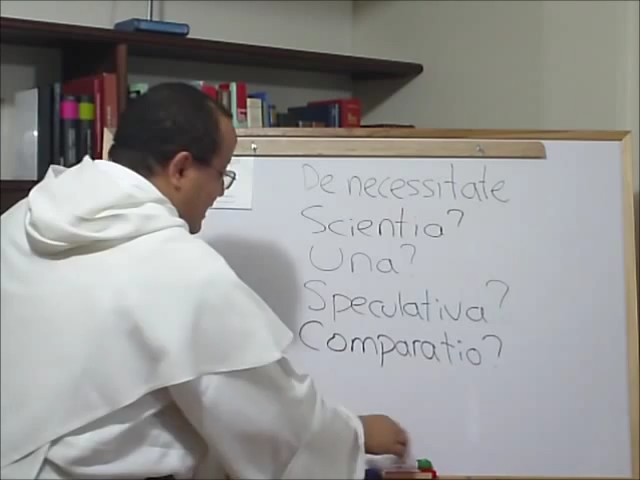 De necessitate
Scientia?
Una?
Speculativa?
Comparatio?